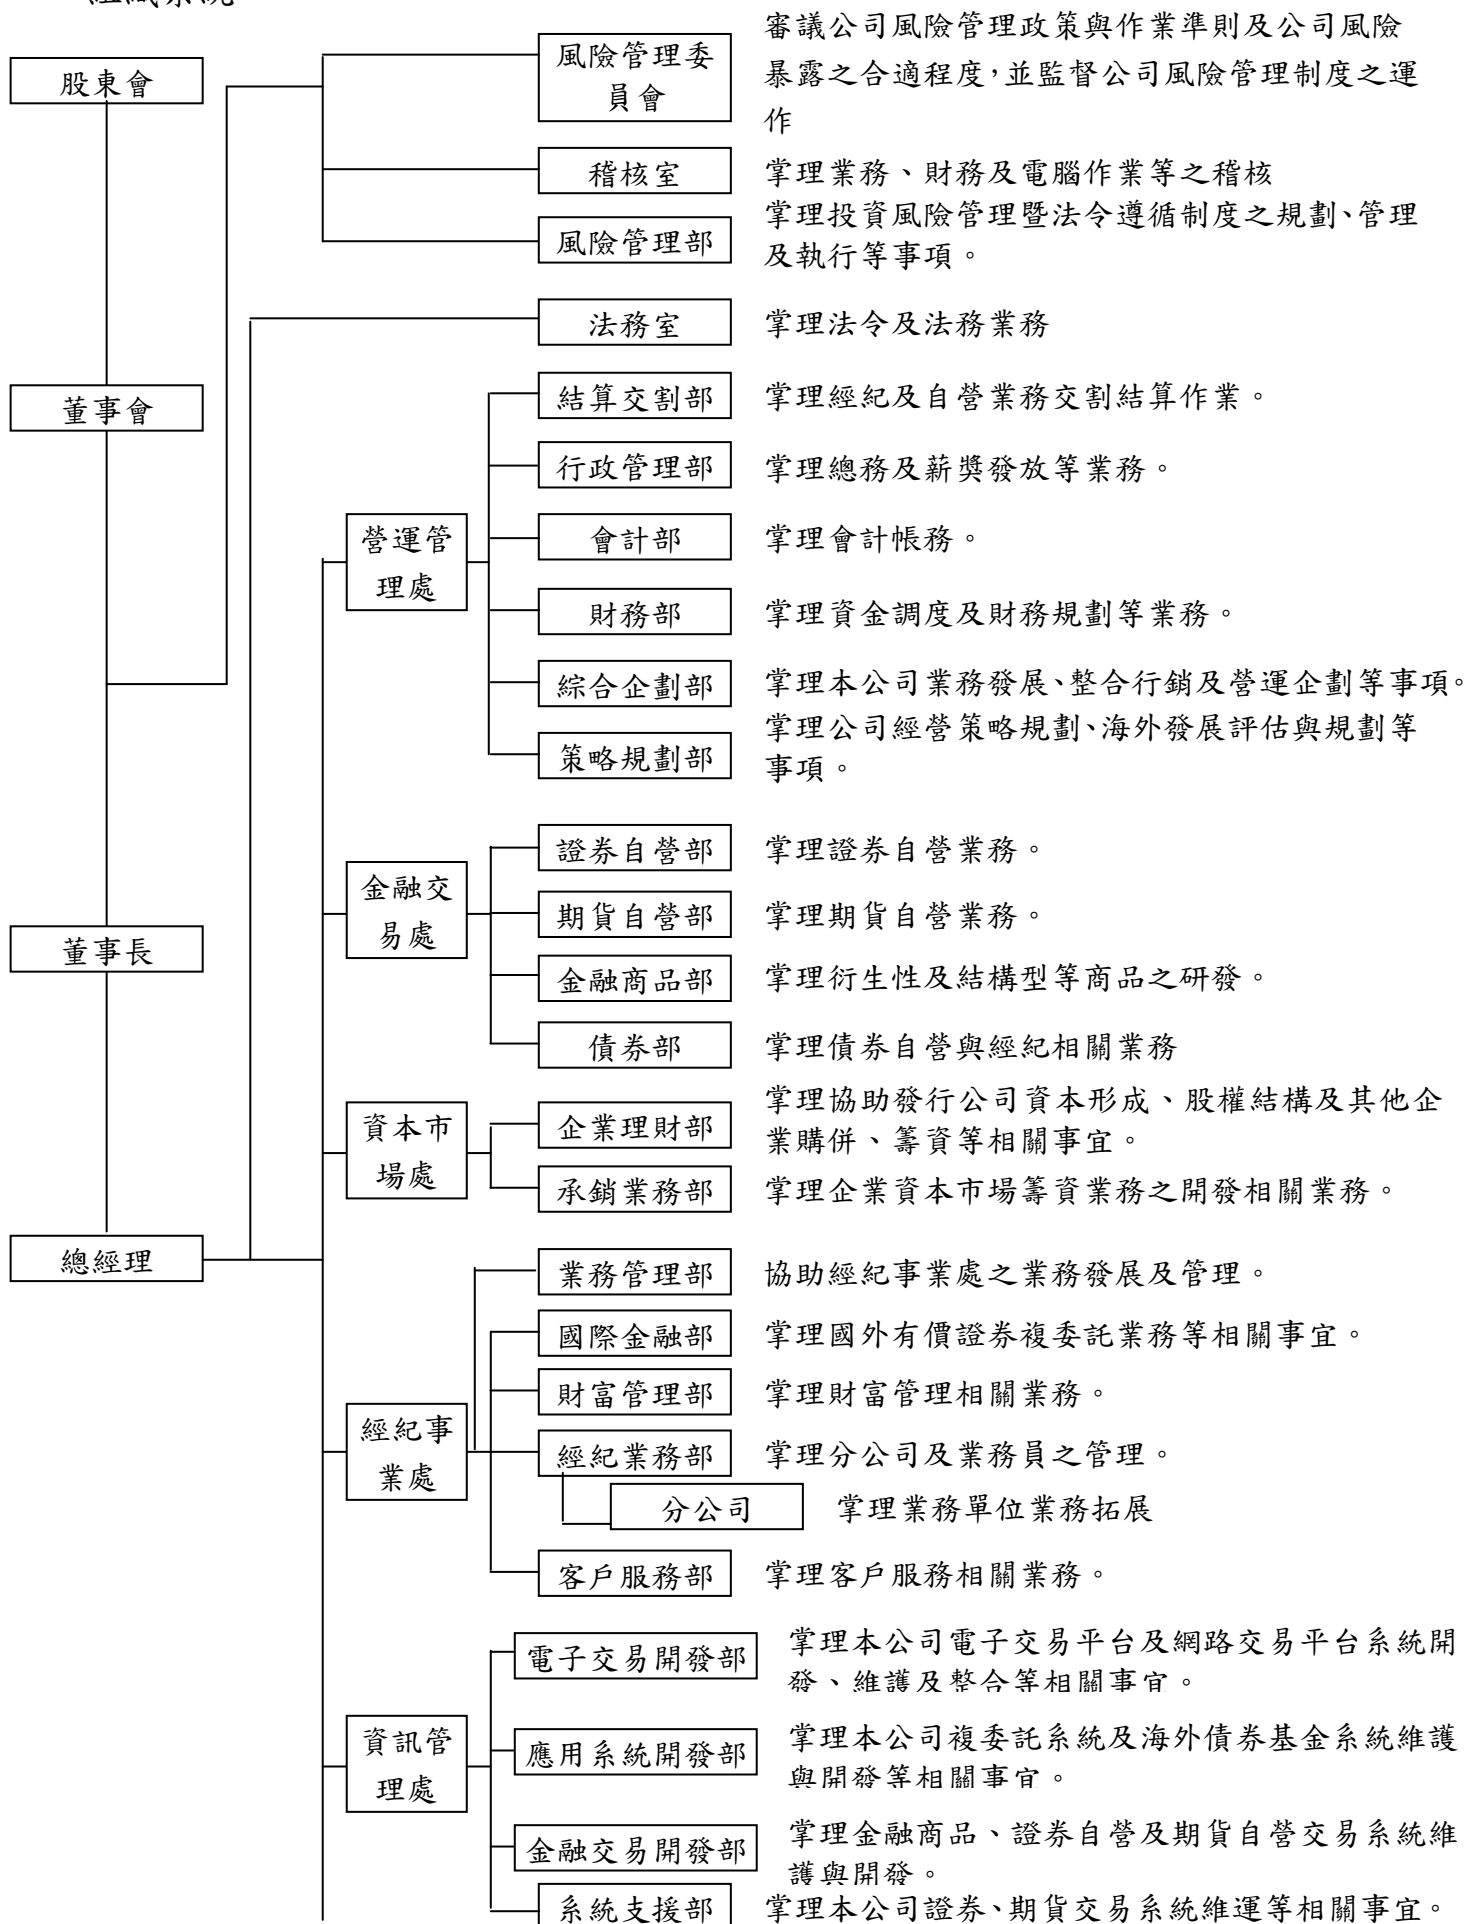 組織系統
股東會
董事會
董事長
總經理
風險管理委
員會
審議公司風險管理政策與作業準則及公司風險
暴露之合適程度，並監督公司風險管理制度之運
作
稽核室
掌理業務、財務及電腦作業等之稽核
風險管理部
掌理投資風險管理暨法令遵循制度之規劃、管理
及執行等事項。
法務室
掌理法令及法務業務
營運管
理處
結算交割部
掌理經紀及自營業務交割結算作業。
行政管理部
掌理總務及薪獎發放等業務。
會計部
掌理會計帳務。
財務部
掌理資金調度及財務規劃等業務。
綜合企劃部
掌理本公司業務發展、整合行銷及營運企劃等事項。
策略規劃部
掌理公司經營策略規劃、海外發展評估與規劃等
事項。
金融交
易處
證券自營部
掌理證券自營業務。
期貨自營部
掌理期貨自營業務。
金融商品部
掌理衍生性及結構型等商品之研發。
債券部
掌理債券自營與經紀相關業務
資本市
場處
企業理財部
掌理協助發行公司資本形成、股權結構及其他企
業購併、籌資等相關事宜。
承銷業務部
掌理企業資本市場籌資業務之開發相關業務。
經紀事
業處
業務管理部
協助經紀事業處之業務發展及管理。
國際金融部
掌理國外有價證券複委託業務等相關事宜。
財富管理部
掌理財富管理相關業務。
經紀業務部
掌理分公司及業務員之管理。
分公司
掌理業務單位業務拓展
客戶服務部
掌理客戶服務相關業務。
資訊管
理處
電子交易開發部
掌理本公司電子交易平台及網路交易平台系統開
發、維護及整合等相關事宜。
應用系統開發部
掌理本公司複委託系統及海外債券基金系統維護
與開發等相關事宜。
金融交易開發部
掌理金融商品、證券自營及期貨自營交易系統維
護與開發。
系統支援部
掌理本公司證券、期貨交易系統維運等相關事宜。